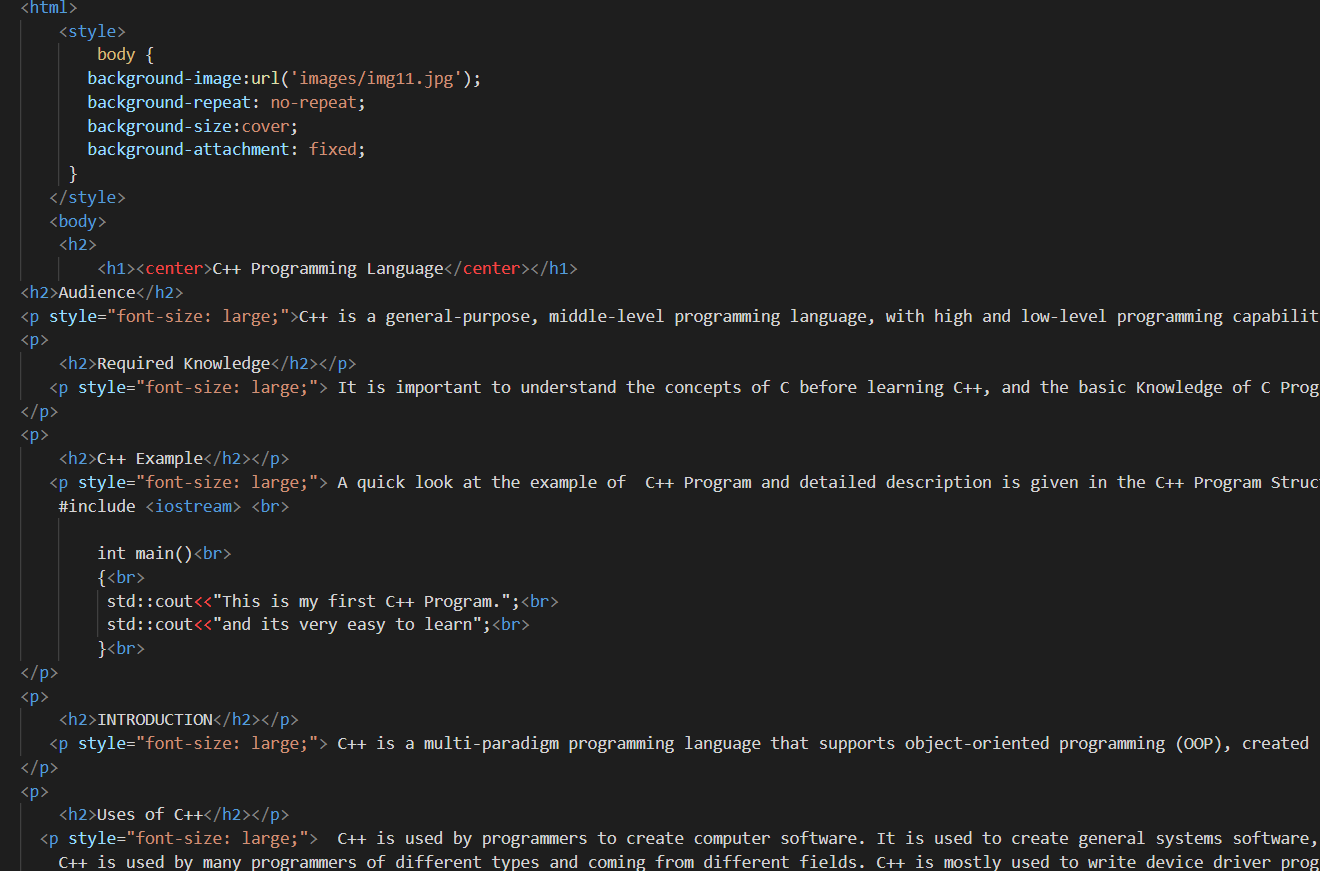 <html>
<style>
body {
background-image:url('images/img11.jpg');
background-repeat: no-repeat;
background-size:cover;
background-attachment: fixed;
}
</style>
<body>
<h2>
<h1><center>C++ Programming Language</center></h1>
<h2>Audience</h2>
<p style="font-size: large;">C++ is a general-purpose, middle-level programming language, with high and low-level programming capabilit
<p>
<h2>Required Knowledge</h2></p>
<p style="font-size: large;"> It is important to understand the concepts of C before learning C++, and the basic Knowledge of C Prog
</p>
<p>
<h2>C++ Example</h2></p>
<p style="font-size: large;"> A quick look at the example of  C++ Program and detailed description is given in the C++ Program Struc
#include <iostream> <br>
int main()<br>
{<br>
std::cout<<"This is my first C++ Program.";<br>
std::cout<<"and its very easy to learn";<br>
}<br>
</p>
<p>
<h2>INTRODUCTION</h2></p>
<p style="font-size: large;"> C++ is a multi-paradigm programming language that supports object-oriented programming (OOP), created
</p>
<p>
<h2>Uses of C++</h2></p>
<p style="font-size: large;">  C++ is used by programmers to create computer software. It is used to create general systems software,
C++ is used by many programmers of different types and coming from different fields. C++ is mostly used to write device driver prog